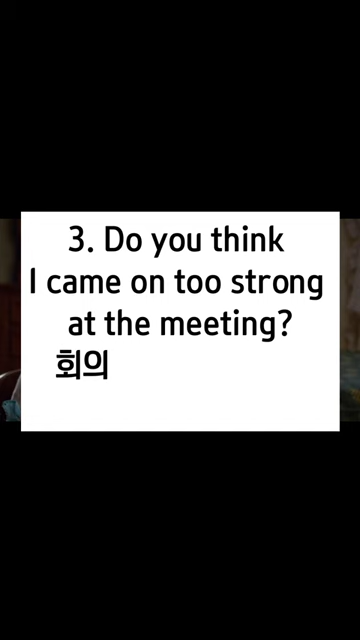 3. Do you think
I came on too strong
at the meeting?
회의